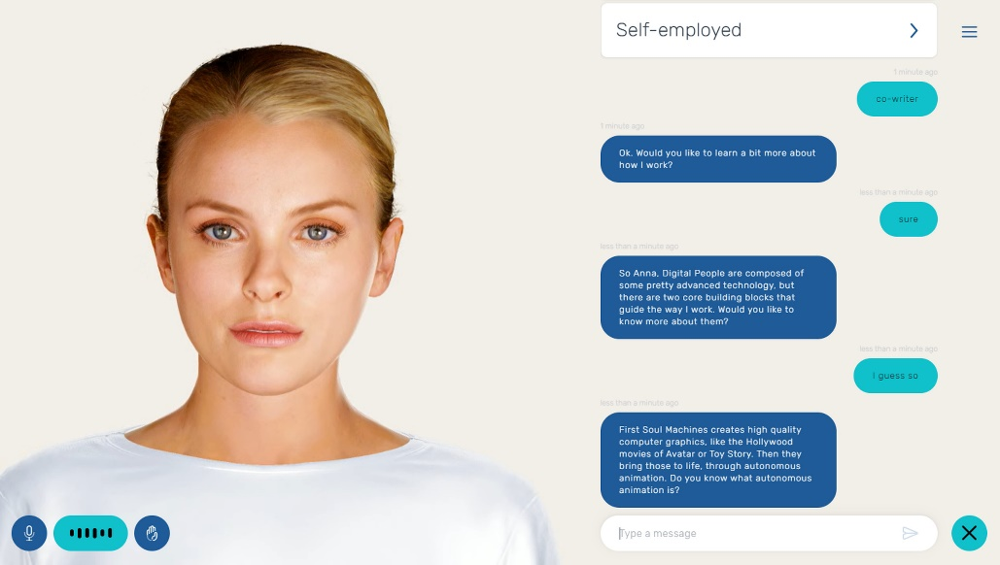 Self-employed
1 minute ago
co-writer
1 minute ago
Ok. Would you like to learn a bit more about
how I work?
less than a minute ago
sure
less than a minute ago
So Anna, Digital People are composed of
some pretty advanced technology, but
there are two core building blocks that
guide the way I work. Would you like to
know more about them?
less than a minute ago
I guess so
less than a minute ago
First Soul Machines creates high quality
computer graphics, like the Hollywood
movies of Avatar or Toy Story. Then they
bring those to life, through autonomous
animation. Do you know what autonomous
animation is?
Type a message